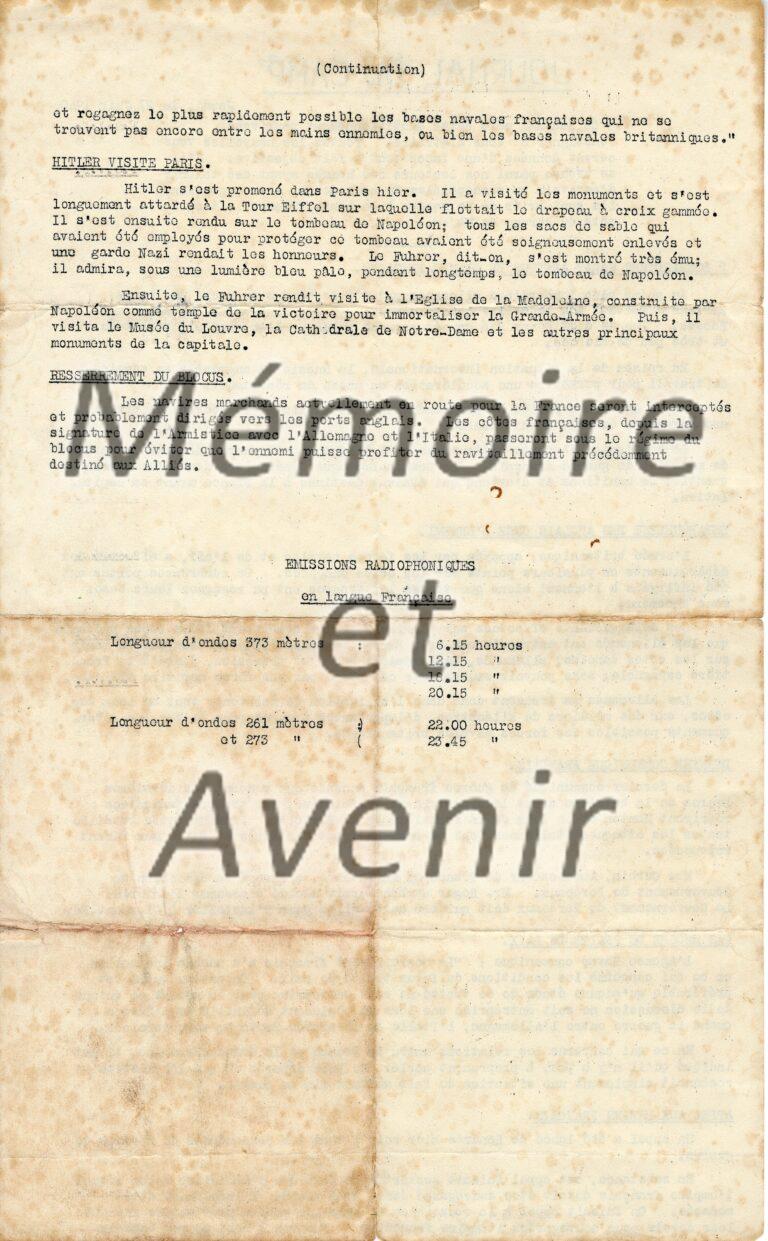 (Continuation)
et regagnez le plus rapidement possible les bases navales françaises qui ne se
trouvent pas encore entre les mains ennemies, ou bien les bases navales britanniques."
HITLER VISITE PARIS.
Hitler s'est promené dans Paris hier. Il a visité les monuments et s'est
longuement attardé à la Tour Eiffel sur laquelle flottait le drapeau à croix gammée.
Il s'est ensuite rendu sur le tombeau de Napoléon; tous les sacs de sable qui
avaient été employés pour protéger ce tombeau avaient été soigneusement enlevés et
une garde Nazi rendait les honneurs. Le Fuhrer, dit-on, s'est montré très ému;
il admira, sous une lumière bleu pâle, pendant longtemps, le tombeau de Napoléon.
Ensuite, le Fuhrer rendit visite à l'Eglise de la Madeleine, construite par
Napoléon comme temple de la victoire pour immortaliser la Grande-Armée. Puis, il
visita le Musée du Louvre, la Cathédrale de Notre-Dame et les autres principaux
monuments de la capitale.
RESSERREMENT DU BLOCUS.
Les navires marchands actuellement en route pour la France seront interceptés
et probablement dirigés vers les ports anglais. Les côtes françaises, depuis la
signature de l'Armistice avec l'Allemagne et l'Italie, passeront sous le régime du
blocus pour éviter que l'ennemi puisse profiter du ravitaillement précédemment
destiné aux Alliés.
EMISSIONS RADIOPHONIQUES
en langue Française
Longueur d'ondes 373 mètres : 6.15 heures
12.15 "
18.15 "
20.15 "
Longueur d'ondes 261 mètres ) 22.00 heures
et 273 " ( 23.45 "
Mémoire
et
Avenir